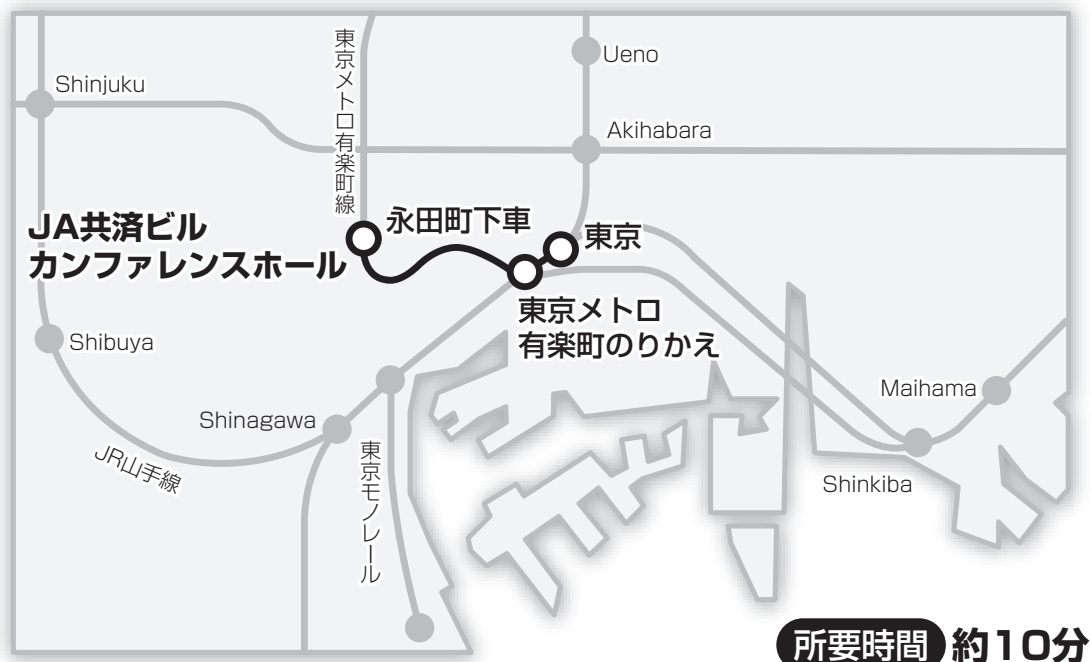 東京メトロ有楽町線
Ueno
Shinjuku
Akihabara
JA共済ビル
カンファレンスホール
永田町下車
東京
東京メトロ
有楽町のりかえ
Shibuya
Maihama
Shinagawa
JR山手線
東京モノレール
Shinkiba
所要時間 約10分